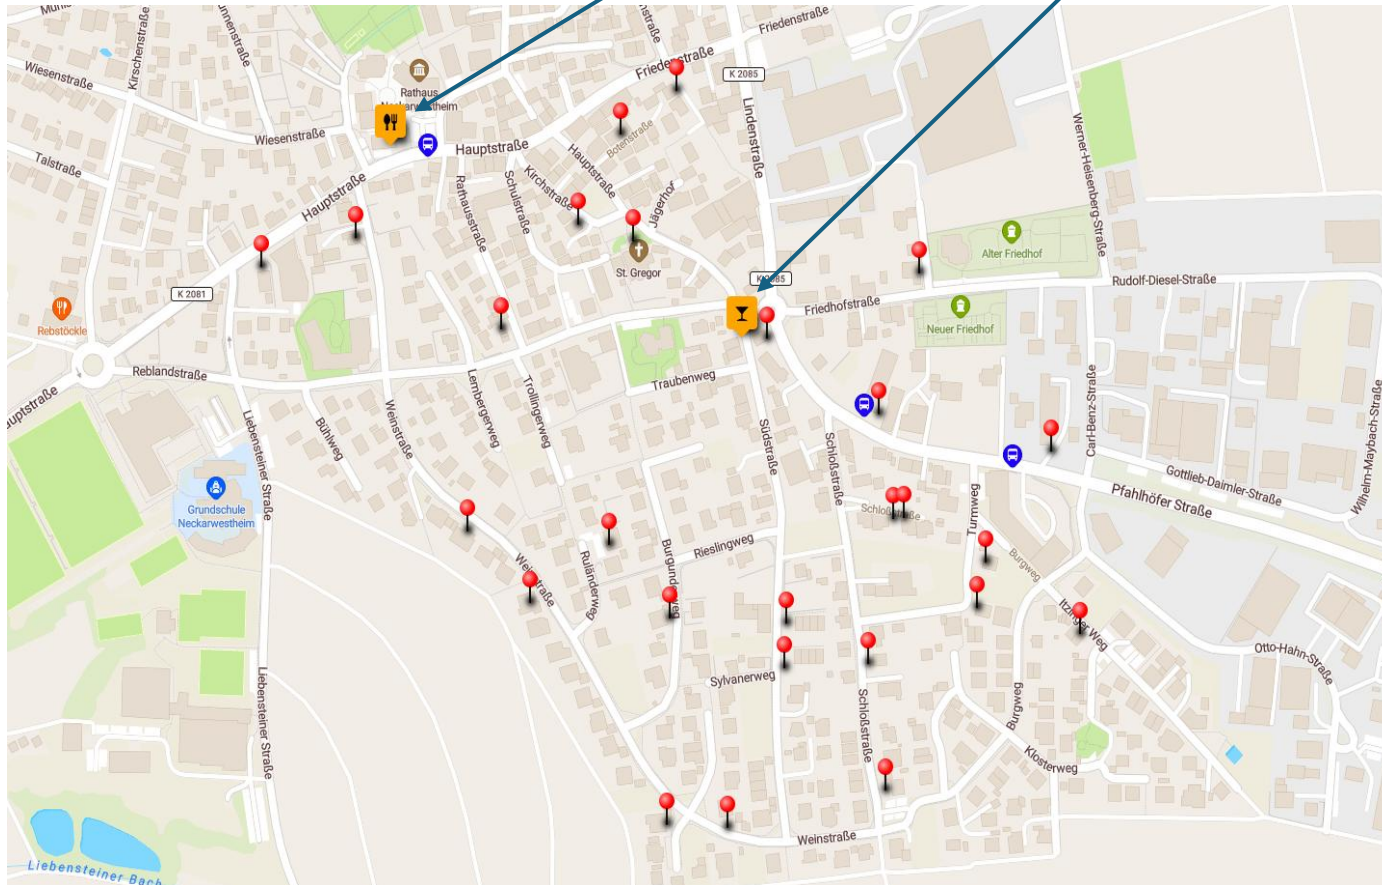 Friedenstraße
Kirschenstraße
Wiesenstraße
Friedenstraße
K 2085
Rathaus
Neckarwestheim
Lindenstraße
Wiesenstraße
Hauptstraße
Botenstraße
Werner-Heisenberg-Straße
Talstraße
Hauptstraße
Kirchstraße
Schulstraße
Rathausstraße
Jägerhof
Hauptstraße
Alter Friedhof
St. Gregor
K 2081
Rudolf-Diesel-Straße
Friedhofstraße
Rebstöckle
Neuer Friedhof
Reblandstraße
Traubenweg
Lembergerweg
Trollingerweg
Weinstraße
Bühlweg
Liebensteiner Straße
Südstraße
Schloßstraße
Carl-Benz-Straße
Wilhelm-Maybach-Straße
Gottlieb-Daimler-Straße
Pfahlhöfer Straße
Grundschule
Neckarwestheim
Turmweg
Rieslingweg
Ruländerweg
Burgweg
Itzinger Weg
Otto-Hahn-Straße
Sylvanerweg
Liebensteiner Straße
Schloßstraße
Burgweg
Klosterweg
Weinstraße
Liebensteiner Bach